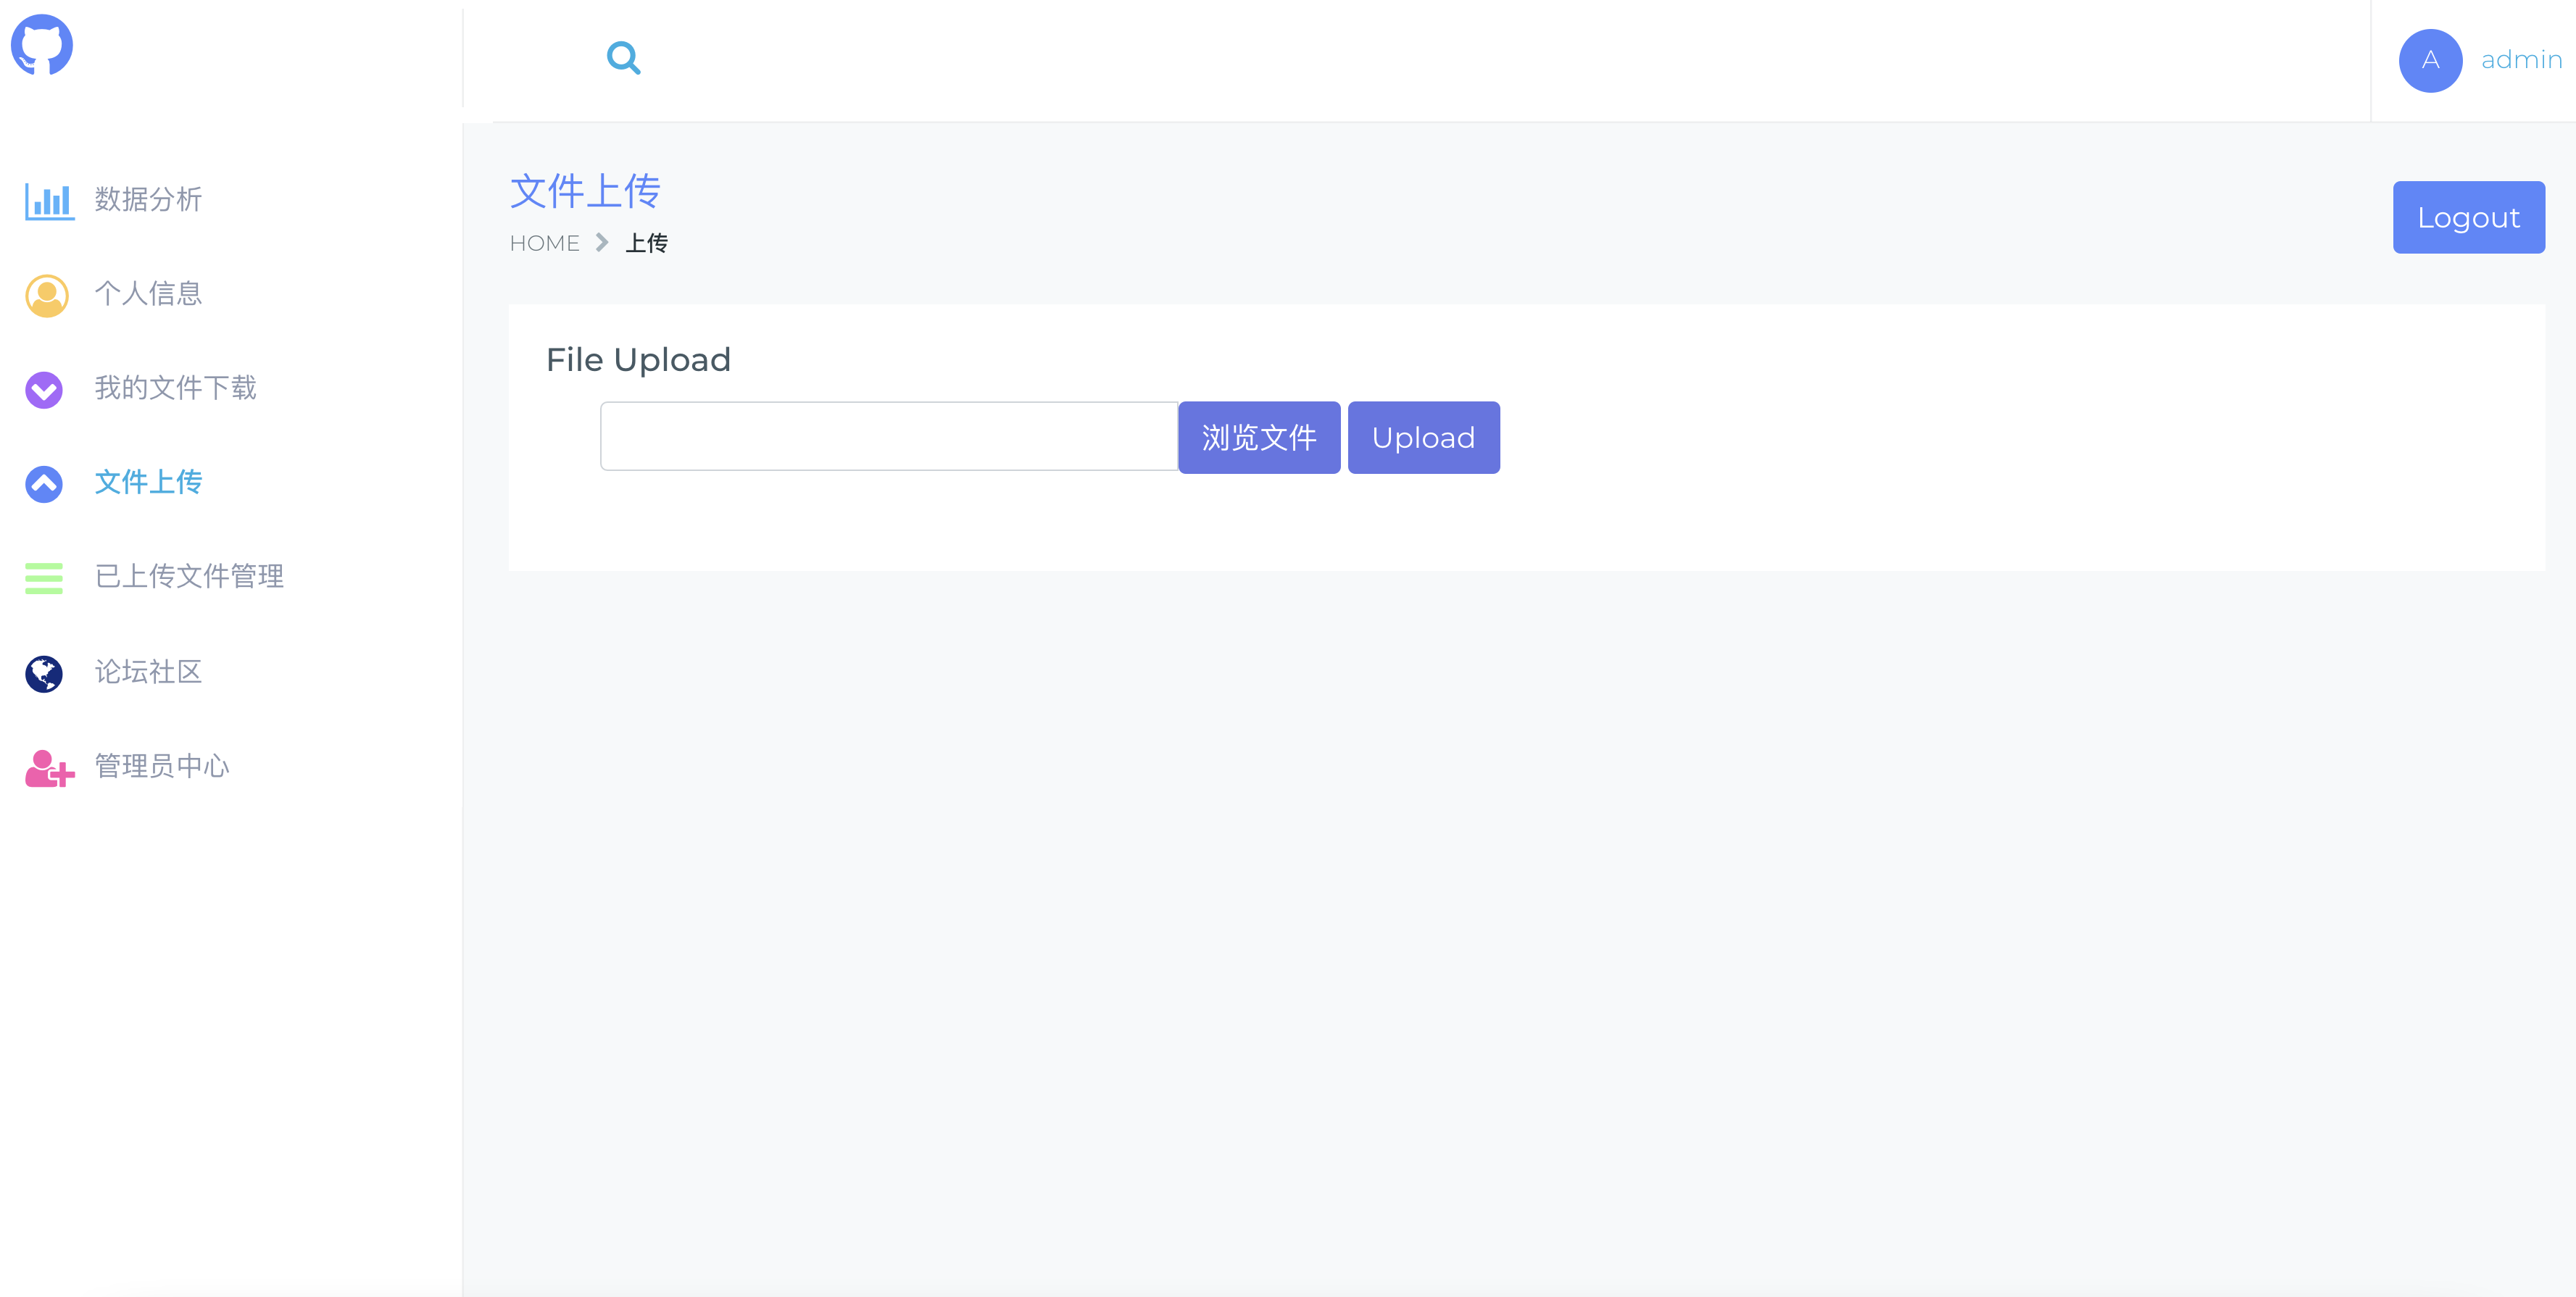 A admin
数据分析
个人信息
我的文件下载
文件上传
已上传文件管理
论坛社区
管理员中心
文件上传
HOME 上传
Logout
File Upload
浏览文件 Upload